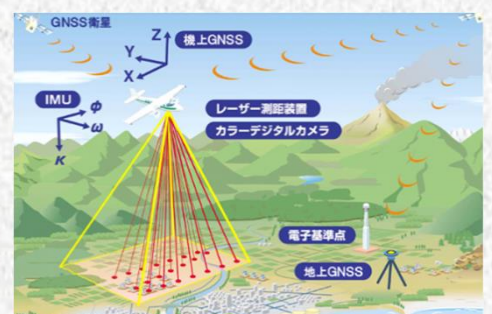 GNSS衛星
Z
機上GNSS
Y
X
IMU
φ
ω
κ
レーザー測距装置
カラーデジタルカメラ
電子基準点
地上GNSS